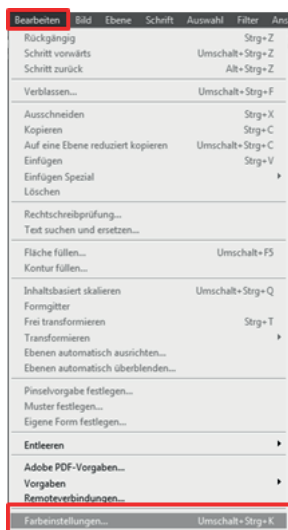 Bearbeiten Bild Ebene Schrift Auswahl Filter Ans
Rückgängig Strg+Z
Schritt vorwärts Umschalt+Strg+Z
Schritt zurück Alt+Strg+Z
Verblassen... Umschalt+Strg+F
Ausschneiden Strg+X
Kopieren Strg+C
Auf eine Ebene reduziert kopieren Umschalt+Strg+C
Einfügen Strg+V
Einfügen Spezial
Löschen
Rechtschreibprüfung...
Text suchen und ersetzen...
Fläche füllen... Umschalt+F5
Kontur füllen...
Inhaltsbasiert skalieren Umschalt+Strg+Q
Formgitter
Frei transformieren Strg+T
Transformieren
Ebenen automatisch ausrichten...
Ebenen automatisch überblenden...
Pinselvorgabe festlegen...
Muster festlegen...
Eigene Form festlegen...
Entleeren
Adobe PDF-Vorgaben...
Vorgaben
Remoteverbindungen...
Farbeinstellungen... Umschalt+Strg+K